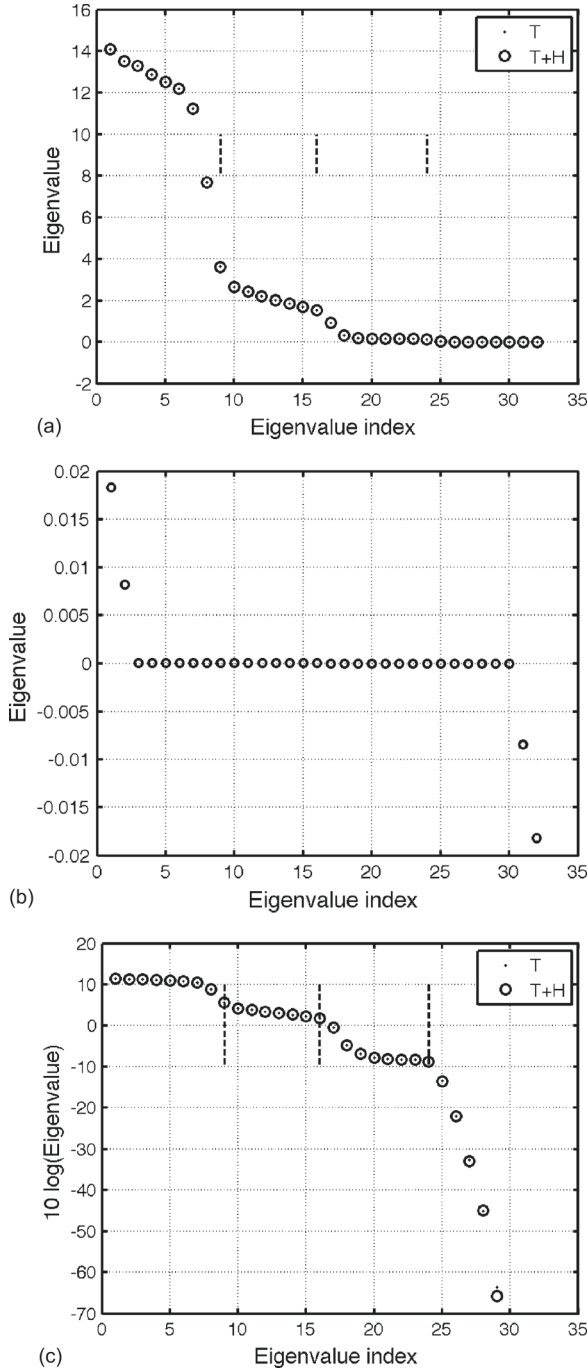 16
14
12
10
8
6
4
2
0
-2
Eigenvalue
T
T+H
0 5 10 15 20 25 30 35
(a) Eigenvalue index
0.02
0.015
0.01
0.005
0
-0.005
-0.01
-0.015
-0.02
Eigenvalue
0 5 10 15 20 25 30 35
(b) Eigenvalue index
20
10
0
-10
-20
-30
-40
-50
-60
-70
10 log(Eigenvalue)
T
T+H
0 5 10 15 20 25 30 35
(c) Eigenvalue index